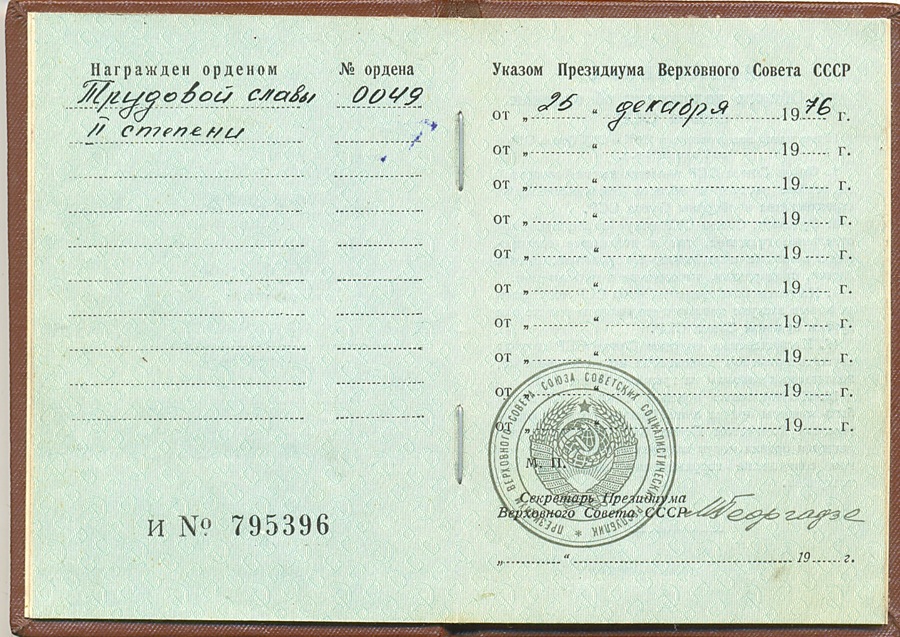 Награжден орденом № ордена
Трудовой славы 0049
II степени
И № 795396
Указом Президиума Верховного Совета СССР
от „ 25 “ декабря 1976 г.
от „ “ 19 г.
от „ “ 19 г.
от „ “ 19 г.
от „ “ 19 г.
от „ “ 19 г.
от „ “ 19 г.
от „ “ 19 г.
от „ “ 19 г.
от „ “ 19 г.
ПРЕЗИДИУМ ВЕРХОВНОГО СОВЕТА СОЮЗА СОВЕТСКИХ СОЦИАЛИСТИЧЕСКИХ РЕСПУБЛИК *
М. П.
Секретарь Президиума
Верховного Совета СССР МГеоргадзе
„ “ 19 г.